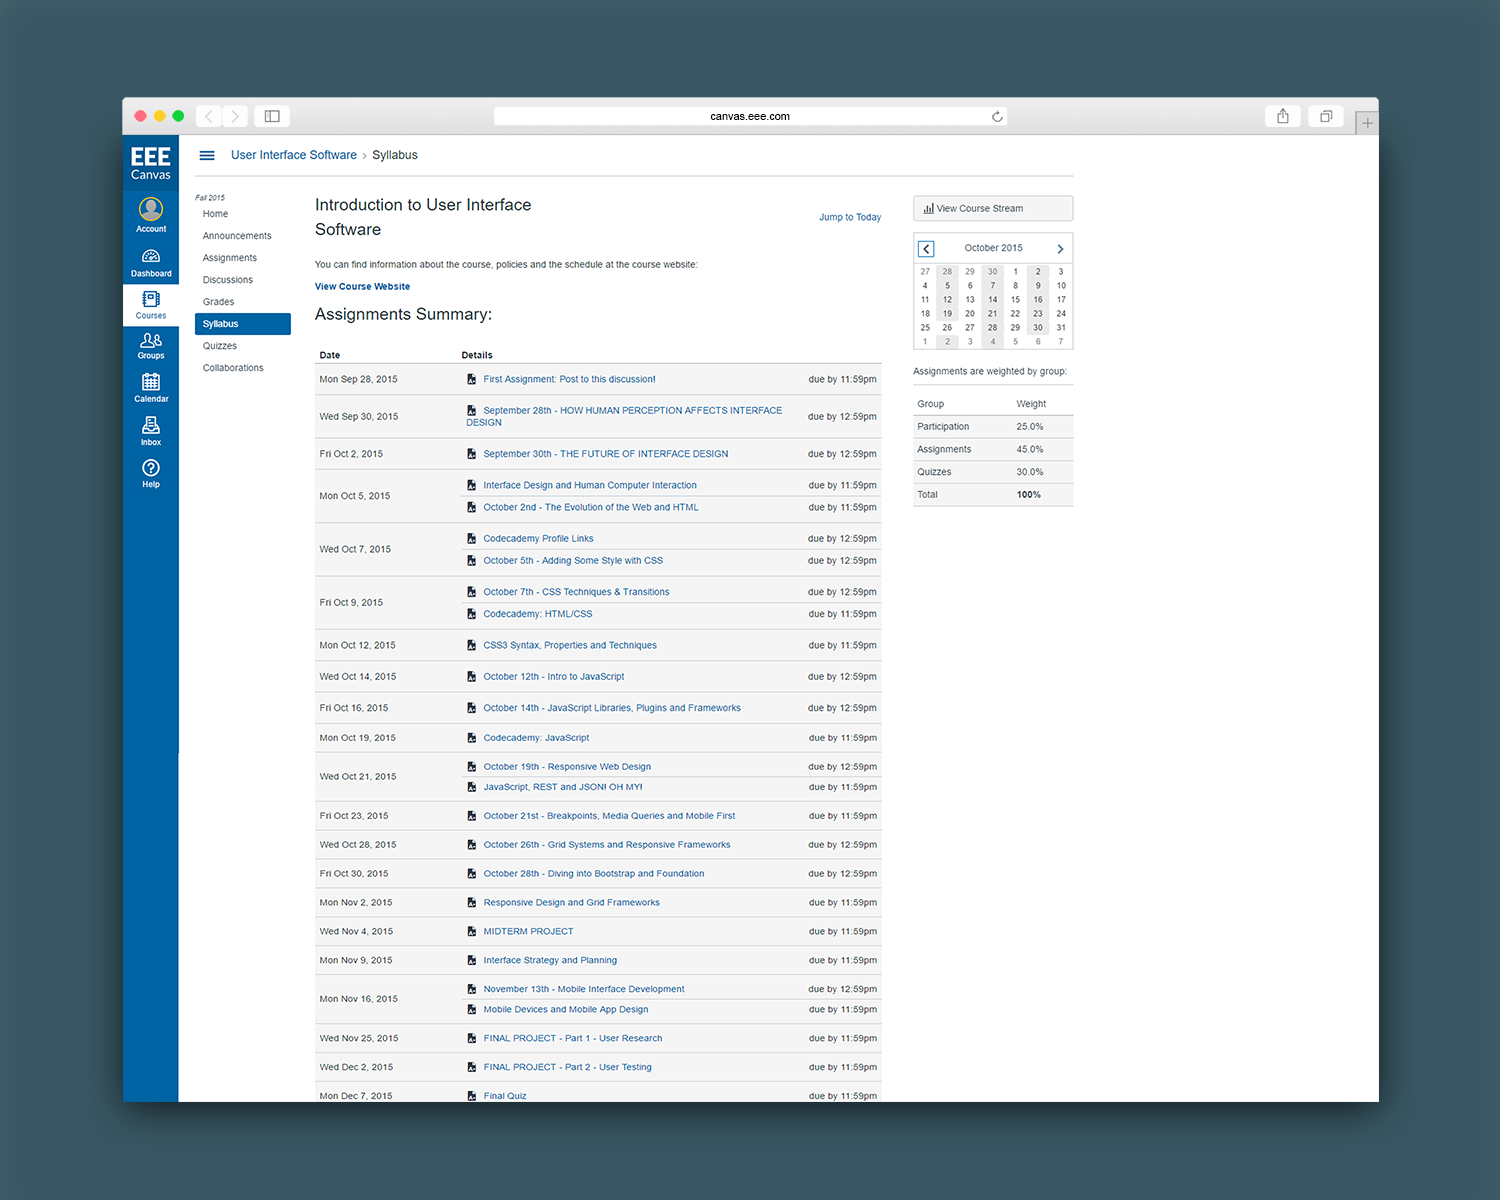 canvas.eee.com
EEE
Canvas
Account
Dashboard
Courses
Groups
Calendar
Inbox
Help
User Interface Software › Syllabus
Fall 2015
Home
Announcements
Assignments
Discussions
Grades
Syllabus
Quizzes
Collaborations
Introduction to User Interface
Software
Jump to Today
You can find information about the course, policies and the schedule at the course website:
View Course Website
Assignments Summary:
Date Details
Mon Sep 28, 2015 First Assignment: Post to this discussion! due by 11:59pm
Wed Sep 30, 2015 September 28th - HOW HUMAN PERCEPTION AFFECTS INTERFACE due by 12:59pm
DESIGN
Fri Oct 2, 2015 September 30th - THE FUTURE OF INTERFACE DESIGN due by 12:59pm
Mon Oct 5, 2015 Interface Design and Human Computer Interaction due by 11:59pm
October 2nd - The Evolution of the Web and HTML due by 11:59pm
Wed Oct 7, 2015 Codecademy Profile Links due by 12:59pm
October 5th - Adding Some Style with CSS due by 12:59pm
Fri Oct 9, 2015 October 7th - CSS Techniques & Transitions due by 12:59pm
Codecademy: HTML/CSS due by 11:59pm
Mon Oct 12, 2015 CSS3 Syntax, Properties and Techniques due by 11:59pm
Wed Oct 14, 2015 October 12th - Intro to JavaScript due by 12:59pm
Fri Oct 16, 2015 October 14th - JavaScript Libraries, Plugins and Frameworks due by 12:59pm
Mon Oct 19, 2015 Codecademy: JavaScript due by 11:59pm
Wed Oct 21, 2015 October 19th - Responsive Web Design due by 12:59pm
JavaScript, REST and JSON! OH MY! due by 11:59pm
Fri Oct 23, 2015 October 21st - Breakpoints, Media Queries and Mobile First due by 11:59pm
Wed Oct 28, 2015 October 26th - Grid Systems and Responsive Frameworks due by 12:59pm
Fri Oct 30, 2015 October 28th - Diving into Bootstrap and Foundation due by 12:59pm
Mon Nov 2, 2015 Responsive Design and Grid Frameworks due by 11:59pm
Wed Nov 4, 2015 MIDTERM PROJECT due by 11:59pm
Mon Nov 9, 2015 Interface Strategy and Planning due by 11:59pm
Mon Nov 16, 2015 November 13th - Mobile Interface Development due by 12:59pm
Mobile Devices and Mobile App Design due by 11:59pm
Wed Nov 25, 2015 FINAL PROJECT - Part 1 - User Research due by 11:59pm
Wed Dec 2, 2015 FINAL PROJECT - Part 2 - User Testing due by 11:59pm
Mon Dec 7, 2015 Final Quiz due by 11:59pm
View Course Stream
October 2015
27 28 29 30 1 2 3
4 5 6 7 8 9 10
11 12 13 14 15 16 17
18 19 20 21 22 23 24
25 26 27 28 29 30 31
1 2 3 4 5 6 7
Assignments are weighted by group:
Group Weight
Participation 25.0%
Assignments 45.0%
Quizzes 30.0%
Total 100%